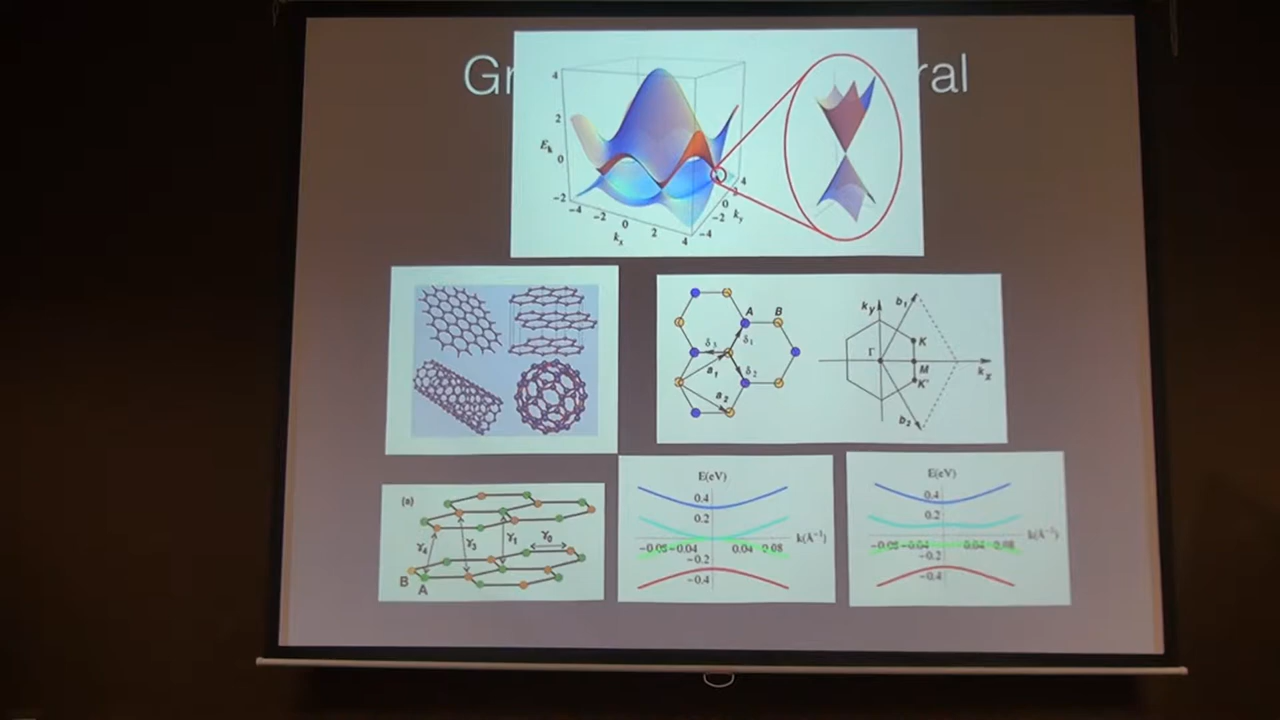 Gr ral
4
2
0
−2
E_k
−4 −2 0 2 4
k_x
4
2
0
−2
−4
k_y
A B
δ₃ δ₁
a₁ δ₂
a₂
k_y b₁
K
Γ
M k_x
K'
b₂
(a)
γ₄ γ₃ γ₁ γ₀
B A
E(eV)
0.4
0.2
k(Å⁻¹)
−0.08 −0.04 0.04 0.08
−0.2
−0.4
E(eV)
0.4
0.2
k(Å⁻¹)
−0.08 −0.04 0.04 0.08
−0.2
−0.4